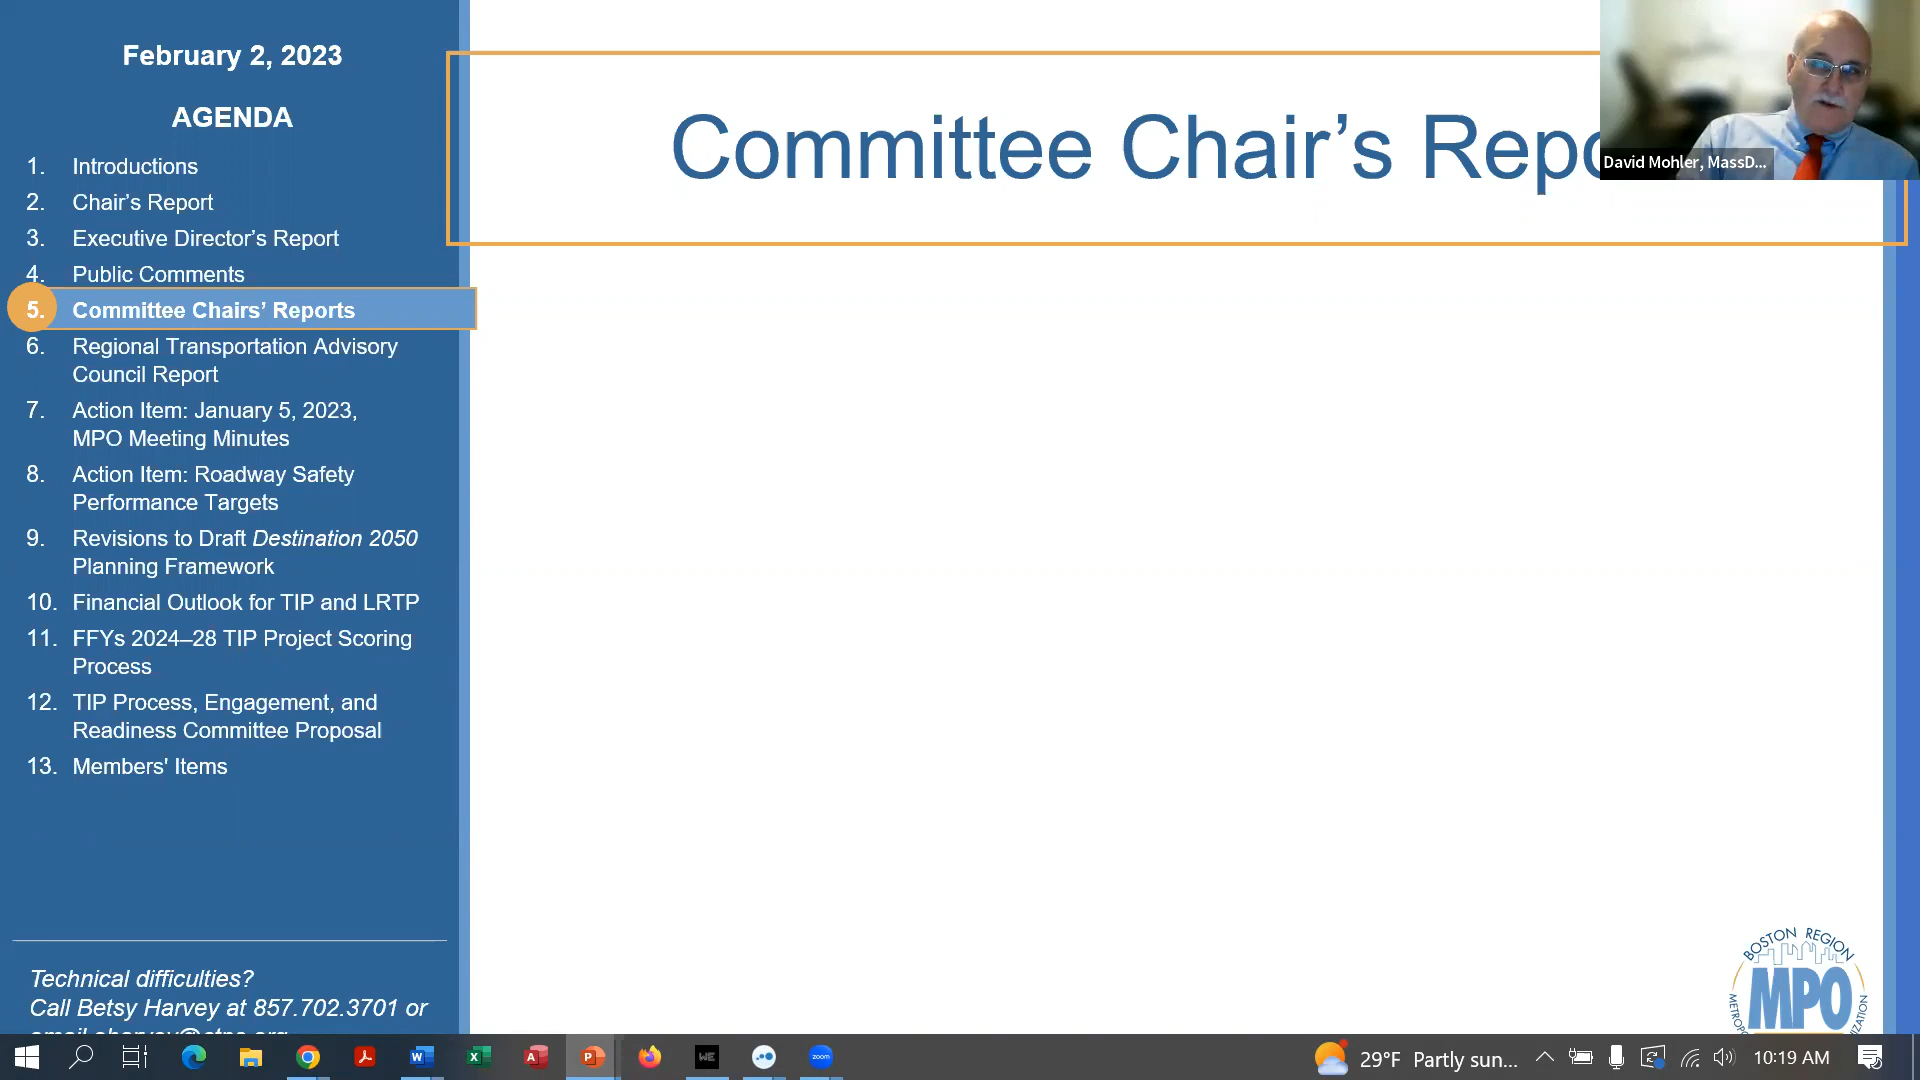 February 2, 2023
AGENDA
1. Introductions
2. Chair’s Report
3. Executive Director’s Report
4. Public Comments
5. Committee Chairs’ Reports
6. Regional Transportation Advisory
Council Report
7. Action Item: January 5, 2023,
MPO Meeting Minutes
8. Action Item: Roadway Safety
Performance Targets
9. Revisions to Draft Destination 2050
Planning Framework
10. Financial Outlook for TIP and LRTP
11. FFYs 2024–28 TIP Project Scoring
Process
12. TIP Process, Engagement, and
Readiness Committee Proposal
13. Members' Items
Technical difficulties?
Call Betsy Harvey at 857.702.3701 or
Committee Chair’s Repo
David Mohler, MassD...
BOSTON REGION
MPO
29°F Partly sun...
10:19 AM
WE
zoom